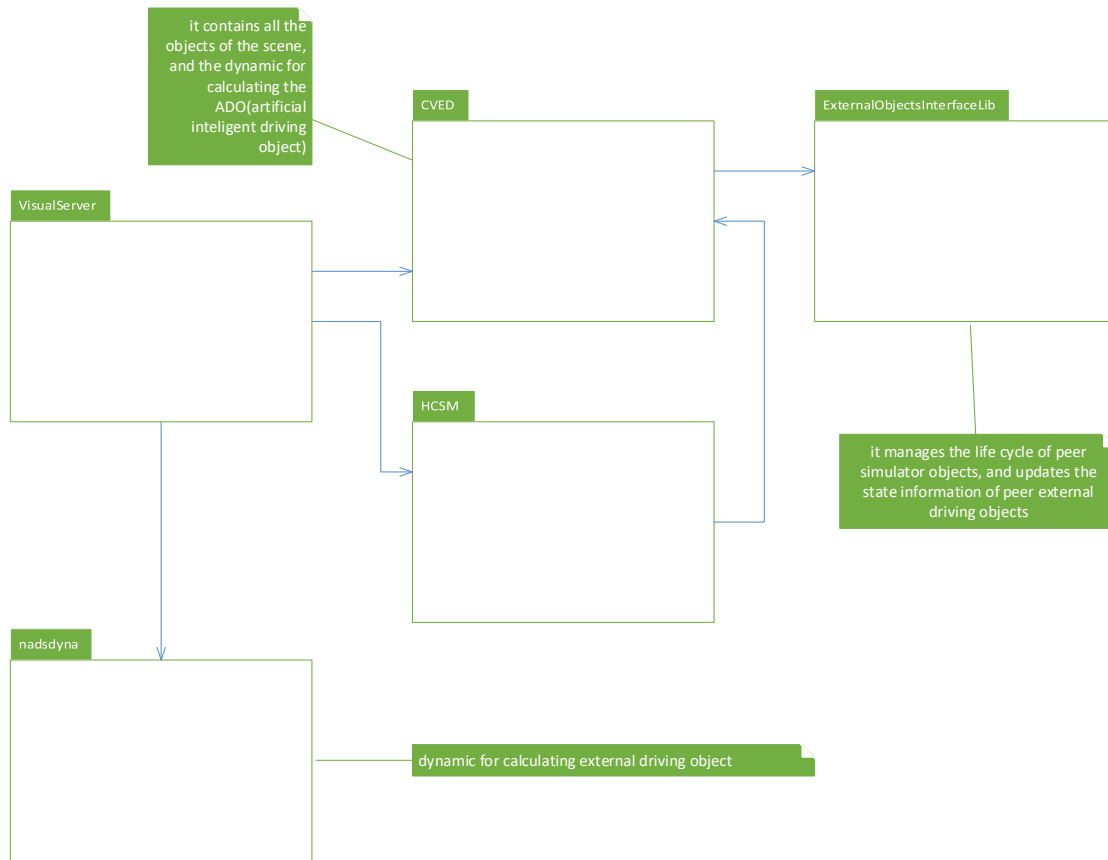 it contains all the
objects of the scene,
and the dynamic for
calculating the
ADO(artificial
inteligent driving
object)
CVED
ExternalObjectsInterfaceLib
VisualServer
HCSM
it manages the life cycle of peer
simulator objects, and updates the
state information of peer external
driving objects
nadsdyna
dynamic for calculating external driving object